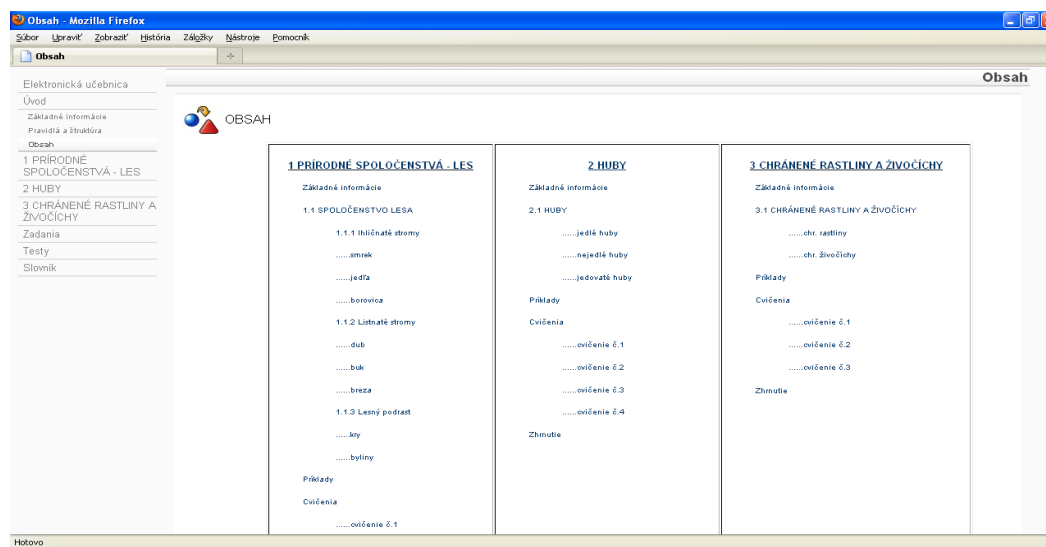 Obsah - Mozilla Firefox
Súbor Upraviť Zobraziť História Záložky Nástroje Pomocník
Obsah
Obsah
Elektronická učebnica
Úvod
Základné informácie
Pravidlá a štruktúra
Obsah
1 PRÍRODNÉ
SPOLOČENSTVÁ - LES
2 HUBY
3 CHRÁNENÉ RASTLINY A
ŽIVOČÍCHY
Zadania
Testy
Slovník
OBSAH
1 PRÍRODNÉ SPOLOČENSTVÁ - LES
Základné informácie
1.1 SPOLOČENSTVO LESA
1.1.1 Ihličnaté stromy
......smrek
......jedľa
......borovica
1.1.2 Listnaté stromy
......dub
......buk
......breza
1.1.3 Lesný podrast
......kry
......byliny
Príklady
Cvičenia
......cvičenie č.1
2 HUBY
Základné informácie
2.1 HUBY
......jedlé huby
......nejedlé huby
......jedovaté huby
Príklady
Cvičenia
......cvičenie č.1
......cvičenie č.2
......cvičenie č.3
......cvičenie č.4
Zhrnutie
3 CHRÁNENÉ RASTLINY A ŽIVOČÍCHY
Základné informácie
3.1 CHRÁNENÉ RASTLINY A ŽIVOČÍCHY
......chr. rastliny
......chr. živočíchy
Príklady
Cvičenia
......cvičenie č.1
......cvičenie č.2
......cvičenie č.3
Zhrnutie
Hotovo